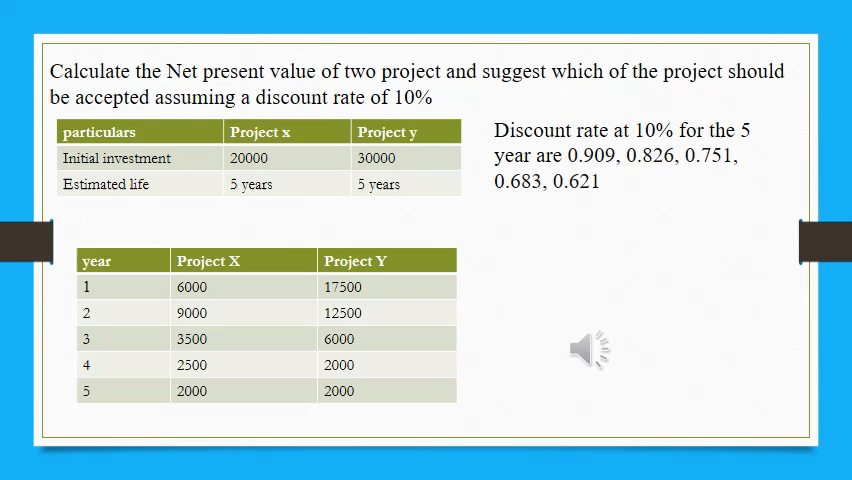 Calculate the Net present value of two project and suggest which of the project should
be accepted assuming a discount rate of 10%
particulars Project x Project y
Initial investment 20000 30000
Estimated life 5 years 5 years
Discount rate at 10% for the 5
year are 0.909, 0.826, 0.751,
0.683, 0.621
year Project X Project Y
1 6000 17500
2 9000 12500
3 3500 6000
4 2500 2000
5 2000 2000